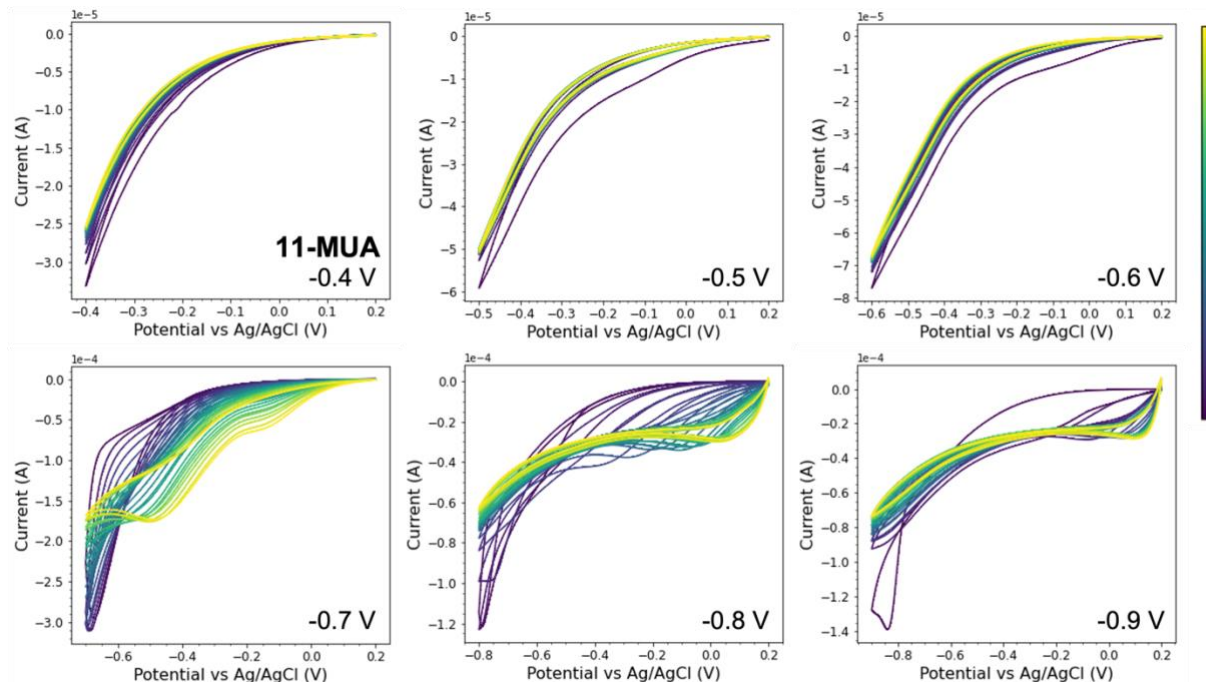 1e−5
0.0
−0.5
−1.0
−1.5
−2.0
−2.5
−3.0
Current (A)
11-MUA
-0.4 V
−0.4 −0.3 −0.2 −0.1 0.0 0.1 0.2
Potential vs Ag/AgCl (V)
1e−5
0
−1
−2
−3
−4
−5
−6
Current (A)
-0.5 V
−0.5 −0.4 −0.3 −0.2 −0.1 0.0 0.1 0.2
Potential vs Ag/AgCl (V)
1e−5
0
−1
−2
−3
−4
−5
−6
−7
−8
Current (A)
-0.6 V
−0.6 −0.5 −0.4 −0.3 −0.2 −0.1 0.0 0.1 0.2
Potential vs Ag/AgCl (V)
1e−4
0.0
−0.5
−1.0
−1.5
−2.0
−2.5
−3.0
Current (A)
-0.7 V
−0.6 −0.4 −0.2 0.0 0.2
Potential vs Ag/AgCl (V)
1e−4
0.0
−0.2
−0.4
−0.6
−0.8
−1.0
−1.2
Current (A)
-0.8 V
−0.8 −0.6 −0.4 −0.2 0.0 0.2
Potential vs Ag/AgCl (V)
1e−4
0.0
−0.2
−0.4
−0.6
−0.8
−1.0
−1.2
−1.4
Current (A)
-0.9 V
−0.8 −0.6 −0.4 −0.2 0.0 0.2
Potential vs Ag/AgCl (V)